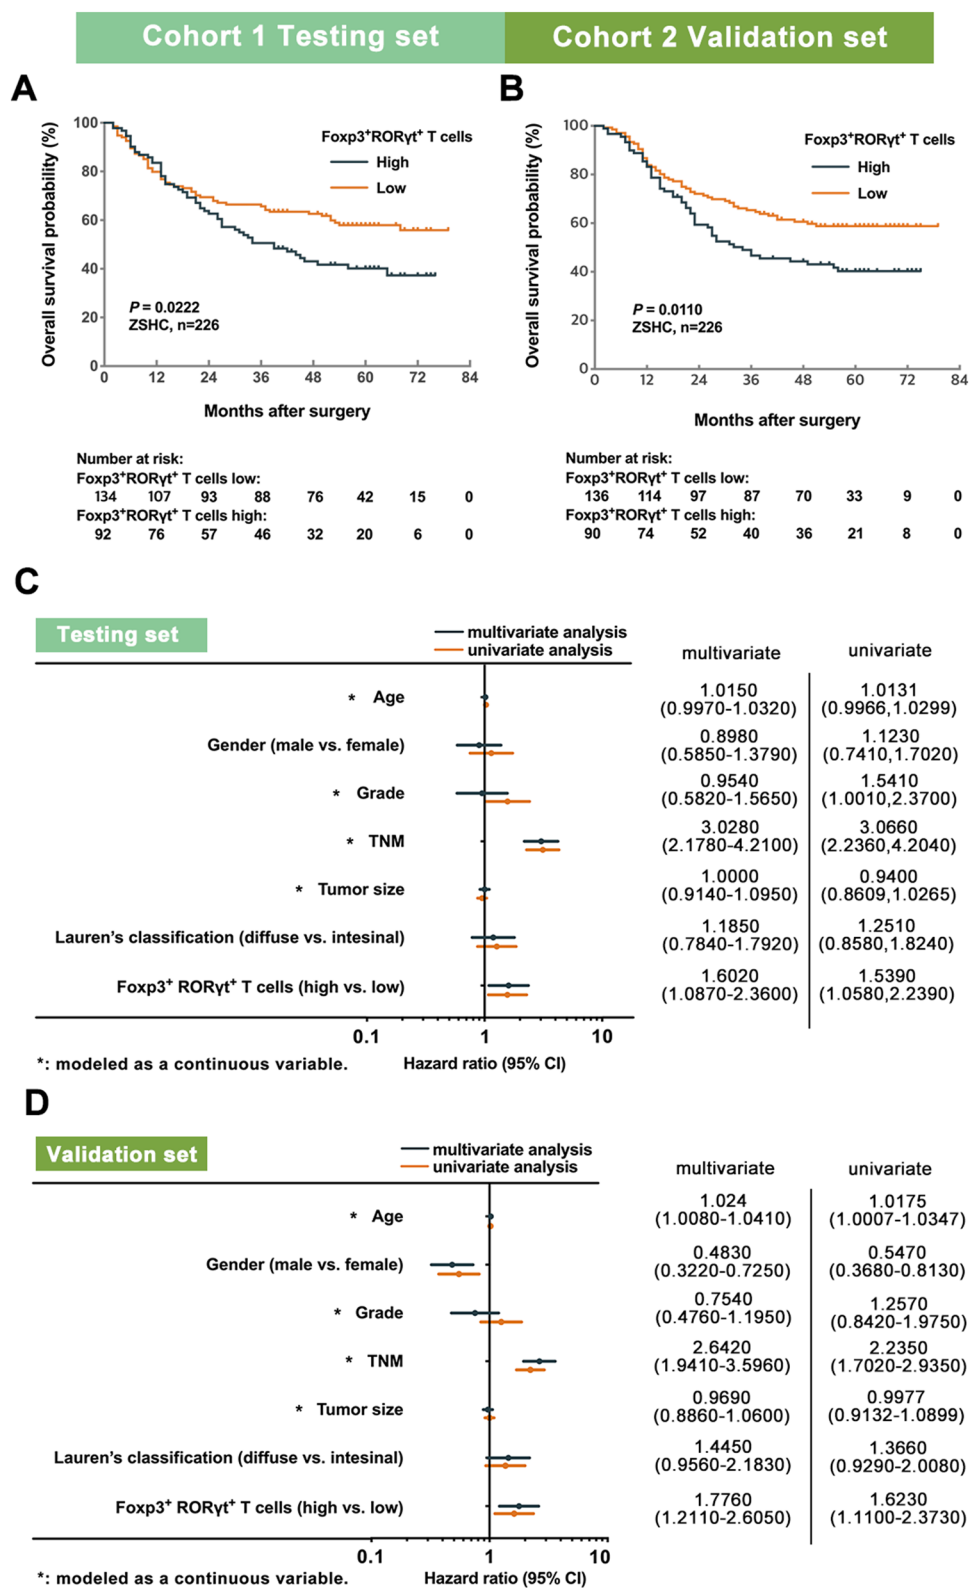 Cohort 1 Testing set
Cohort 2 Validation set
A
Overall survival probability (%)
100
80
60
40
20
0
Foxp3⁺RORγt⁺ T cells
High
Low
P = 0.0222
ZSHC, n=226
0 12 24 36 48 60 72 84
Months after surgery
Number at risk:
Foxp3⁺RORγt⁺ T cells low:
134 107 93 88 76 42 15 0
Foxp3⁺RORγt⁺ T cells high:
92 76 57 46 32 20 6 0
B
Overall survival probability (%)
100
80
60
40
20
0
Foxp3⁺RORγt⁺ T cells
High
Low
P = 0.0110
ZSHC, n=226
0 12 24 36 48 60 72 84
Months after surgery
Number at risk:
Foxp3⁺RORγt⁺ T cells low:
136 114 97 87 70 33 9 0
Foxp3⁺RORγt⁺ T cells high:
90 74 52 40 36 21 8 0
C
Testing set
multivariate analysis
univariate analysis
multivariate univariate
* Age 1.0150 1.0131
(0.9970-1.0320) (0.9966,1.0299)
Gender (male vs. female) 0.8980 1.1230
(0.5850-1.3790) (0.7410,1.7020)
* Grade 0.9540 1.5410
(0.5820-1.5650) (1.0010,2.3700)
* TNM 3.0280 3.0660
(2.1780-4.2100) (2.2360,4.2040)
* Tumor size 1.0000 0.9400
(0.9140-1.0950) (0.8609,1.0265)
Lauren's classification (diffuse vs. intesinal) 1.1850 1.2510
(0.7840-1.7920) (0.8580,1.8240)
Foxp3⁺ RORγt⁺ T cells (high vs. low) 1.6020 1.5390
(1.0870-2.3600) (1.0580,2.2390)
0.1 1 10
*: modeled as a continuous variable.
Hazard ratio (95% CI)
D
Validation set
multivariate analysis
univariate analysis
multivariate univariate
* Age 1.024 1.0175
(1.0080-1.0410) (1.0007-1.0347)
Gender (male vs. female) 0.4830 0.5470
(0.3220-0.7250) (0.3680-0.8130)
* Grade 0.7540 1.2570
(0.4760-1.1950) (0.8420-1.9750)
* TNM 2.6420 2.2350
(1.9410-3.5960) (1.7020-2.9350)
* Tumor size 0.9690 0.9977
(0.8860-1.0600) (0.9132-1.0899)
Lauren's classification (diffuse vs. intesinal) 1.4450 1.3660
(0.9560-2.1830) (0.9290-2.0080)
Foxp3⁺ RORγt⁺ T cells (high vs. low) 1.7760 1.6230
(1.2110-2.6050) (1.1100-2.3730)
0.1 1 10
*: modeled as a continuous variable.
Hazard ratio (95% CI)